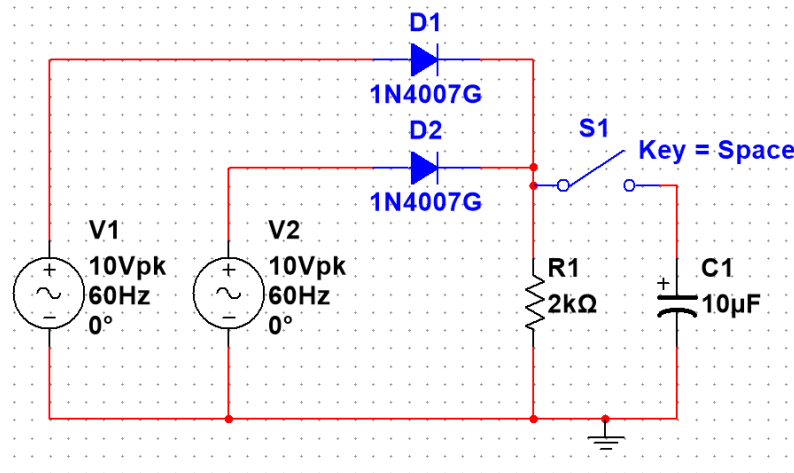 D1
1N4007G
D2
1N4007G
S1
Key = Space
V1
10Vpk
60Hz
0°
V2
10Vpk
60Hz
0°
R1
2kΩ
C1
10µF